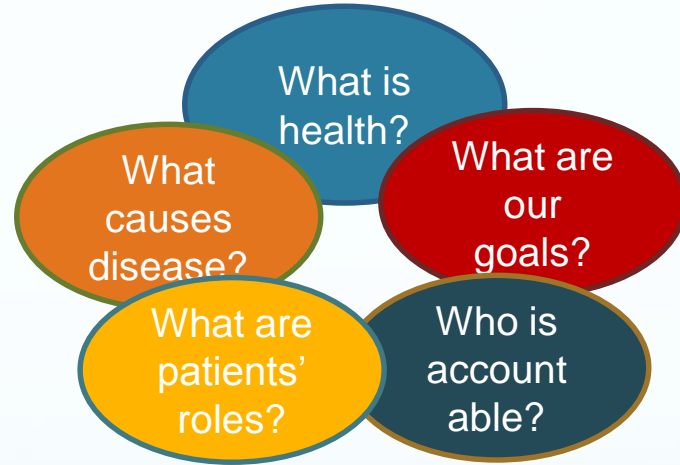 What is
health?
What
causes
disease?
What are
our
goals?
What are
patients’
roles?
Who is
account
able?